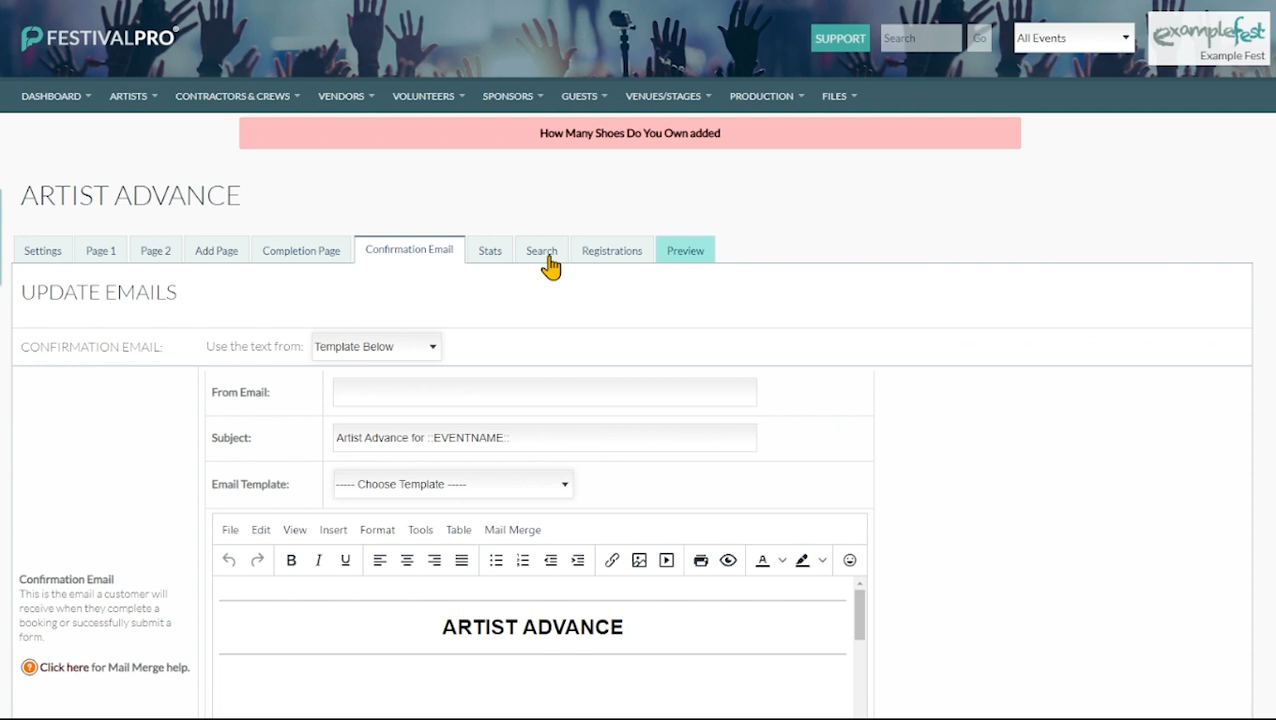 FESTIVALPRO®
SUPPORT
Search
Go
All Events
examplefest
Example Fest
DASHBOARD
ARTISTS
CONTRACTORS & CREWS
VENDORS
VOLUNTEERS
SPONSORS
GUESTS
VENUES/STAGES
PRODUCTION
FILES
How Many Shoes Do You Own added
ARTIST ADVANCE
Settings
Page 1
Page 2
Add Page
Completion Page
Confirmation Email
Stats
Search
Registrations
Preview
UPDATE EMAILS
CONFIRMATION EMAIL:
Use the text from:
Template Below
From Email:
Subject:
Artist Advance for ::EVENTNAME::
Email Template:
----- Choose Template -----
File
Edit
View
Insert
Format
Tools
Table
Mail Merge
B
I
U
A
ARTIST ADVANCE
Confirmation Email
This is the email a customer will
receive when they complete a
booking or successfully submit a
form.
Click here for Mail Merge help.